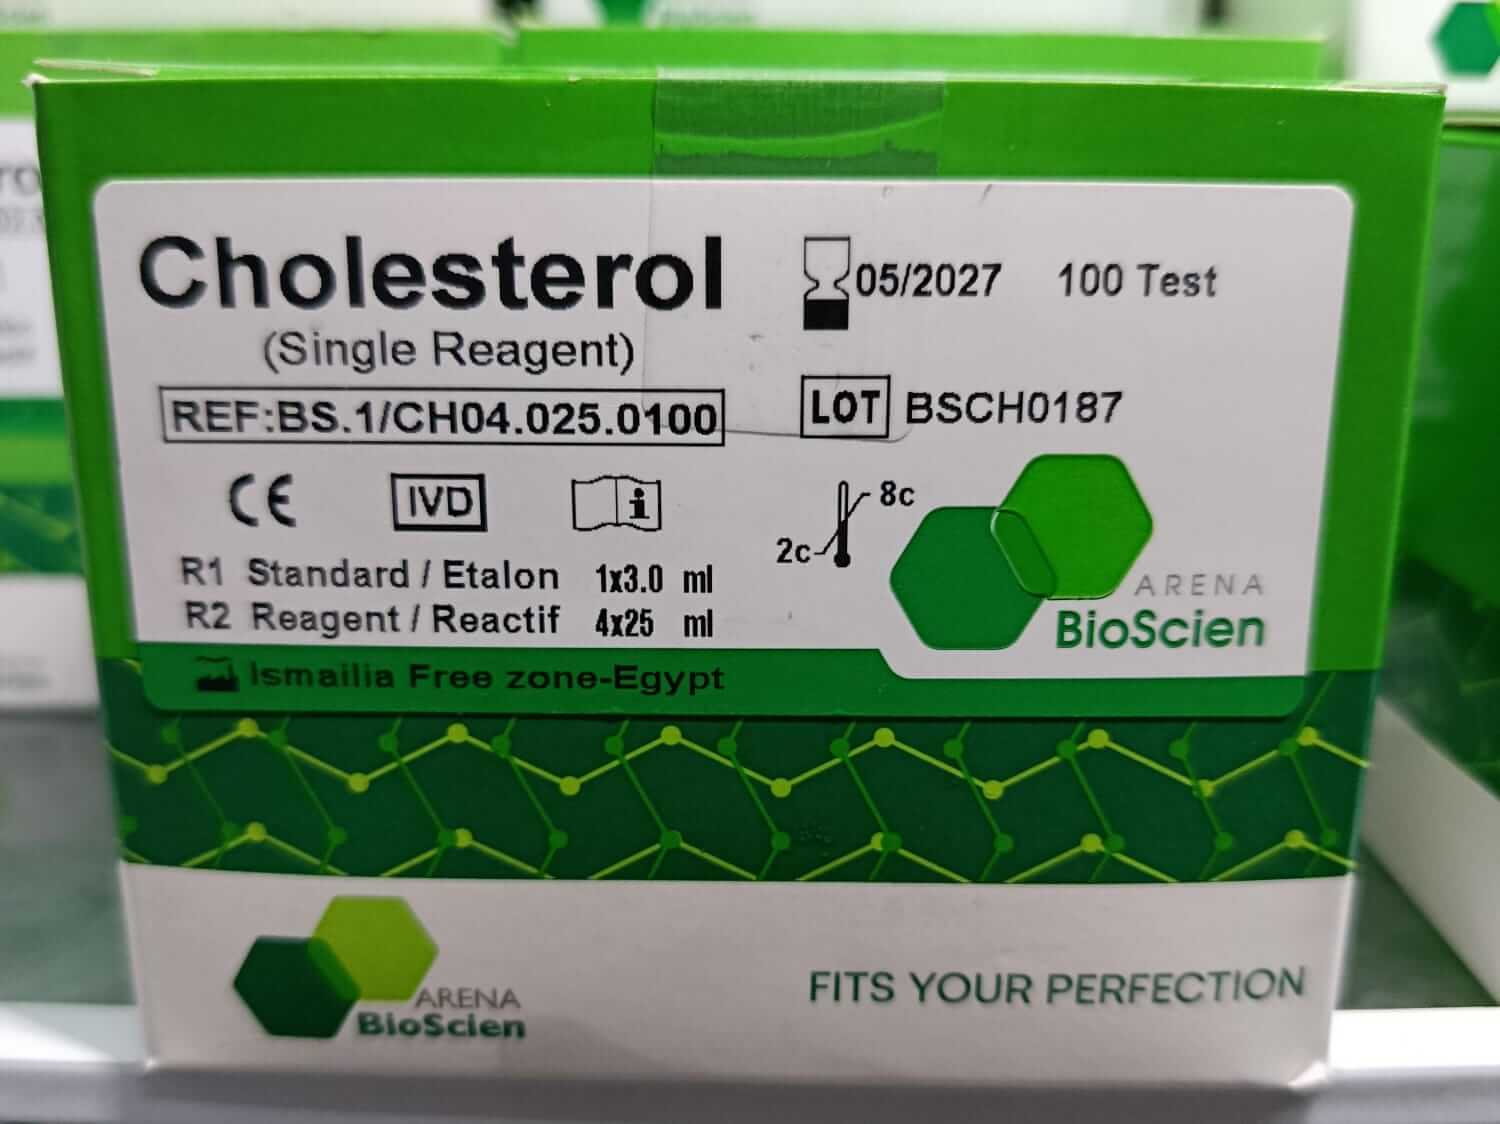 Cholesterol
(Single Reagent)
REF:BS.1/CH04.025.0100
05/2027 100 Test
LOT BSCH0187
CE IVD i
8c
2c
R1 Standard / Etalon 1x3.0 ml
R2 Reagent / Reactif 4x25 ml
ARENA
BioScien
Ismailia Free zone-Egypt
ARENA
BioScien
FITS YOUR PERFECTION